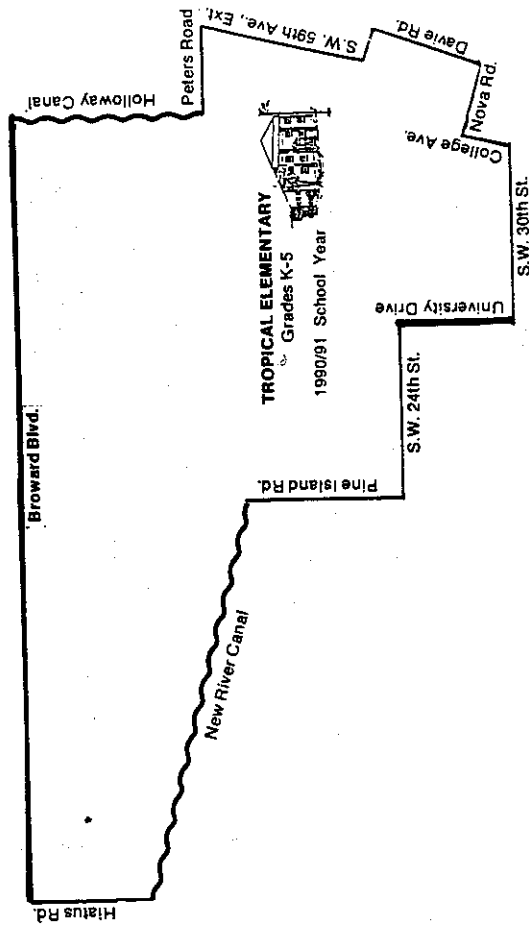 Broward Blvd.
Holloway Canal
Peters Road
S.W. 59th Ave., Ext.
Davie Rd.
Nova Rd.
College Ave.
S.W. 30th St.
University Drive
S.W. 24th St.
Pine Island Rd.
New River Canal
Hiatus Rd.
TROPICAL ELEMENTARY
Grades K-5
1990/91 School Year